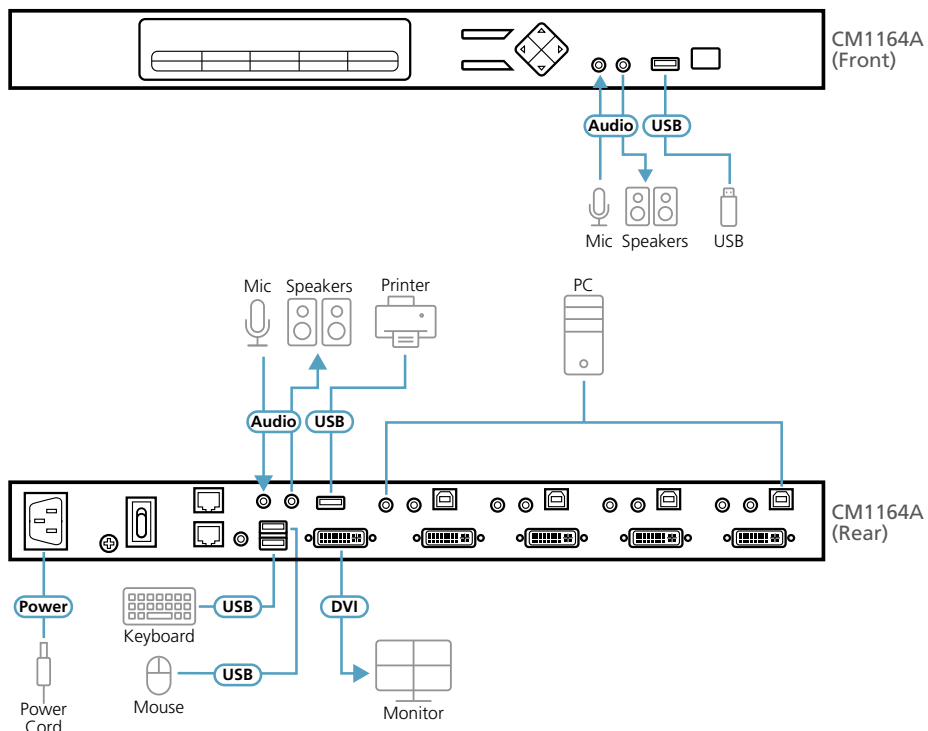 CM1164A
(Front)
Audio USB
Mic Speakers USB
Mic Speakers Printer PC
Audio USB
CM1164A
(Rear)
Power USB DVI
Keyboard
USB
Mouse Monitor
Power
Cord